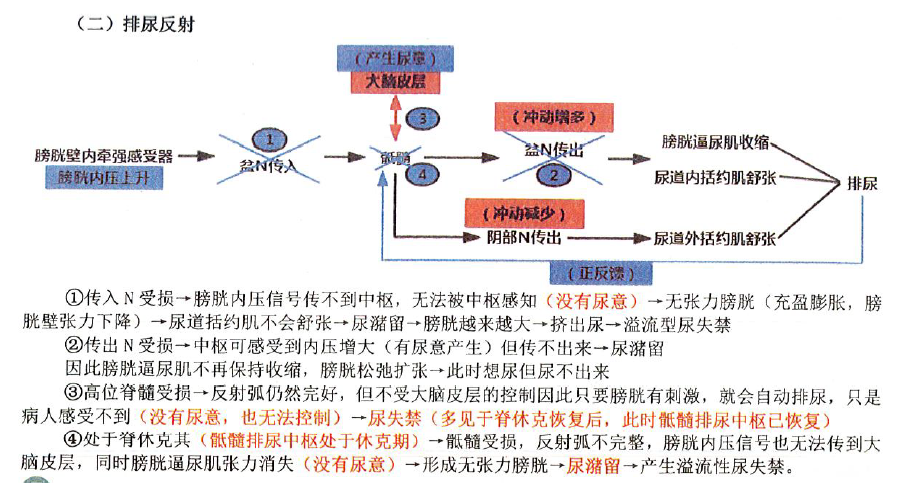 （二）排尿反射
（产生尿意）
大脑皮层
③
（冲动增多）
①
膀胱壁内牵强感受器
盆N传入
骶髓
盆N传出
膀胱逼尿肌收缩
膀胱内压上升
④
②
尿道内括约肌舒张
排尿
（冲动减少）
阴部N传出
尿道外括约肌舒张
（正反馈）
①传入 N 受损→膀胱内压信号传不到中枢，无法被中枢感知（没有尿意）→无张力膀胱（充盈膨胀，膀
胱壁张力下降）→尿道括约肌不会舒张→尿潴留→膀胱越来越大→挤出尿→溢流型尿失禁
②传出 N 受损→中枢可感受到内压增大（有尿意产生）但传不出来→尿潴留
因此膀胱逼尿肌不再保持收缩，膀胱松弛扩张→此时想尿但尿不出来
③高位脊髓受损→反射弧仍然完好，但不受大脑皮层的控制因此只要膀胱有刺激，就会自动排尿，只是
病人感受不到（没有尿意，也无法控制）→尿失禁（多见于脊休克恢复后，此时骶髓排尿中枢已恢复）
④处于脊休克其（骶髓排尿中枢处于休克期）→骶髓受损，反射弧不完整，膀胱内压信号也无法传到大
脑皮层，同时膀胱逼尿肌张力消失（没有尿意）→形成无张力膀胱→尿潴留→产生溢流性尿失禁。